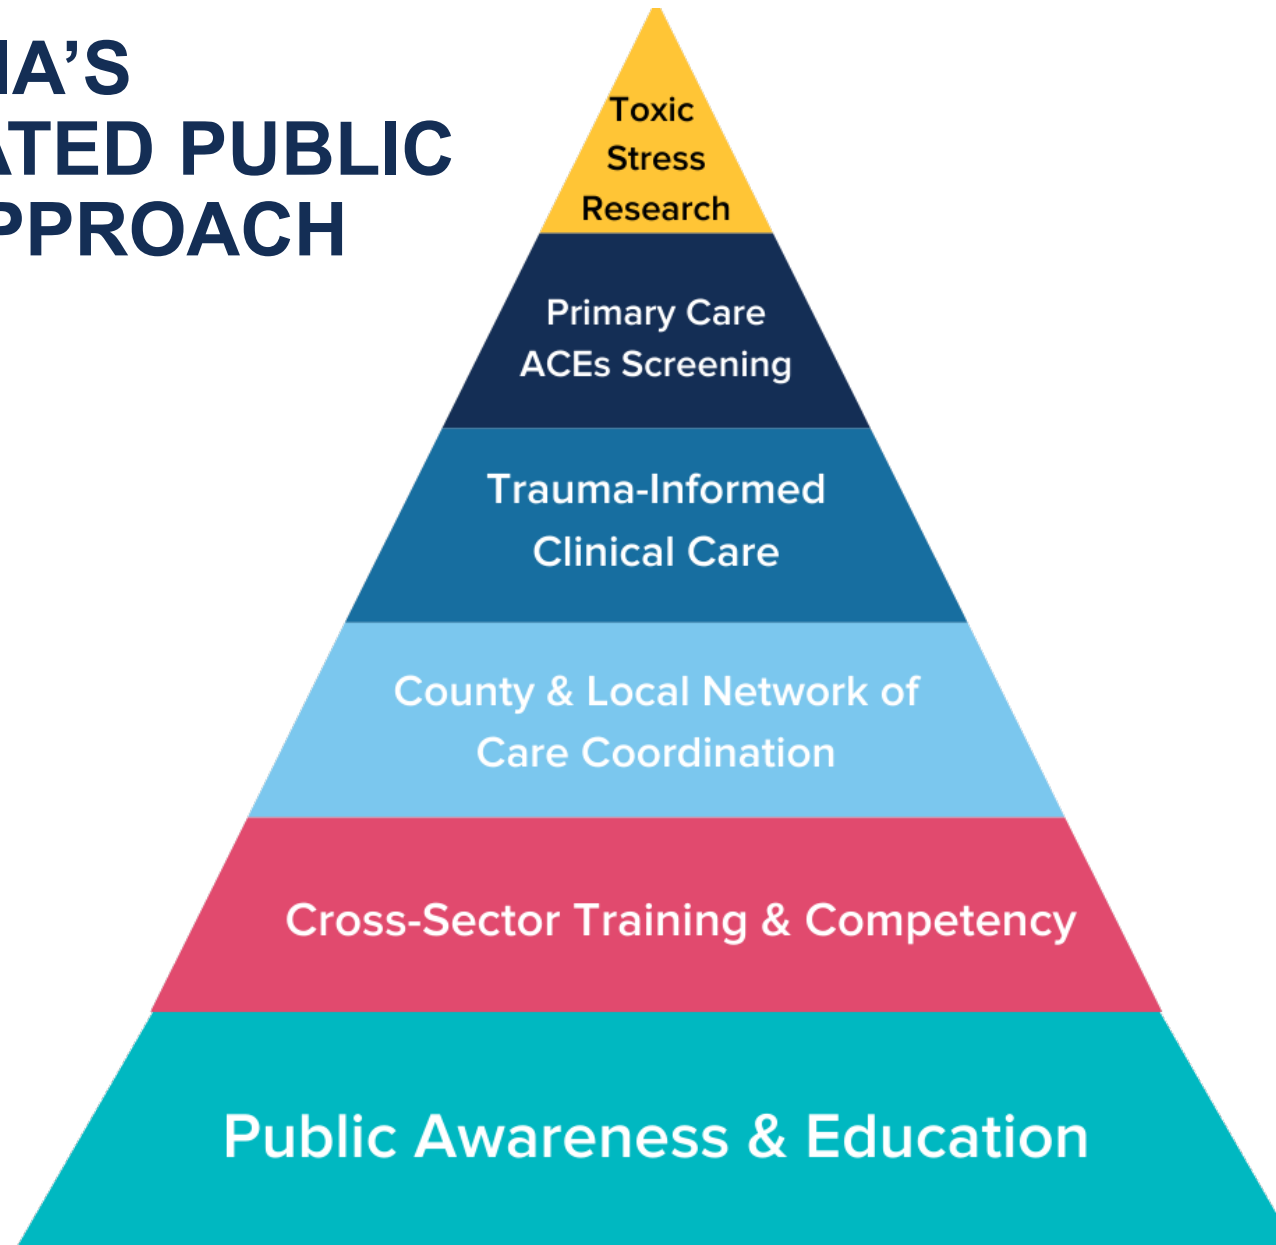 IA’S
ATED PUBLIC
PPROACH
Toxic
Stress
Research
Primary Care
ACEs Screening
Trauma-Informed
Clinical Care
County & Local Network of
Care Coordination
Cross-Sector Training & Competency
Public Awareness & Education